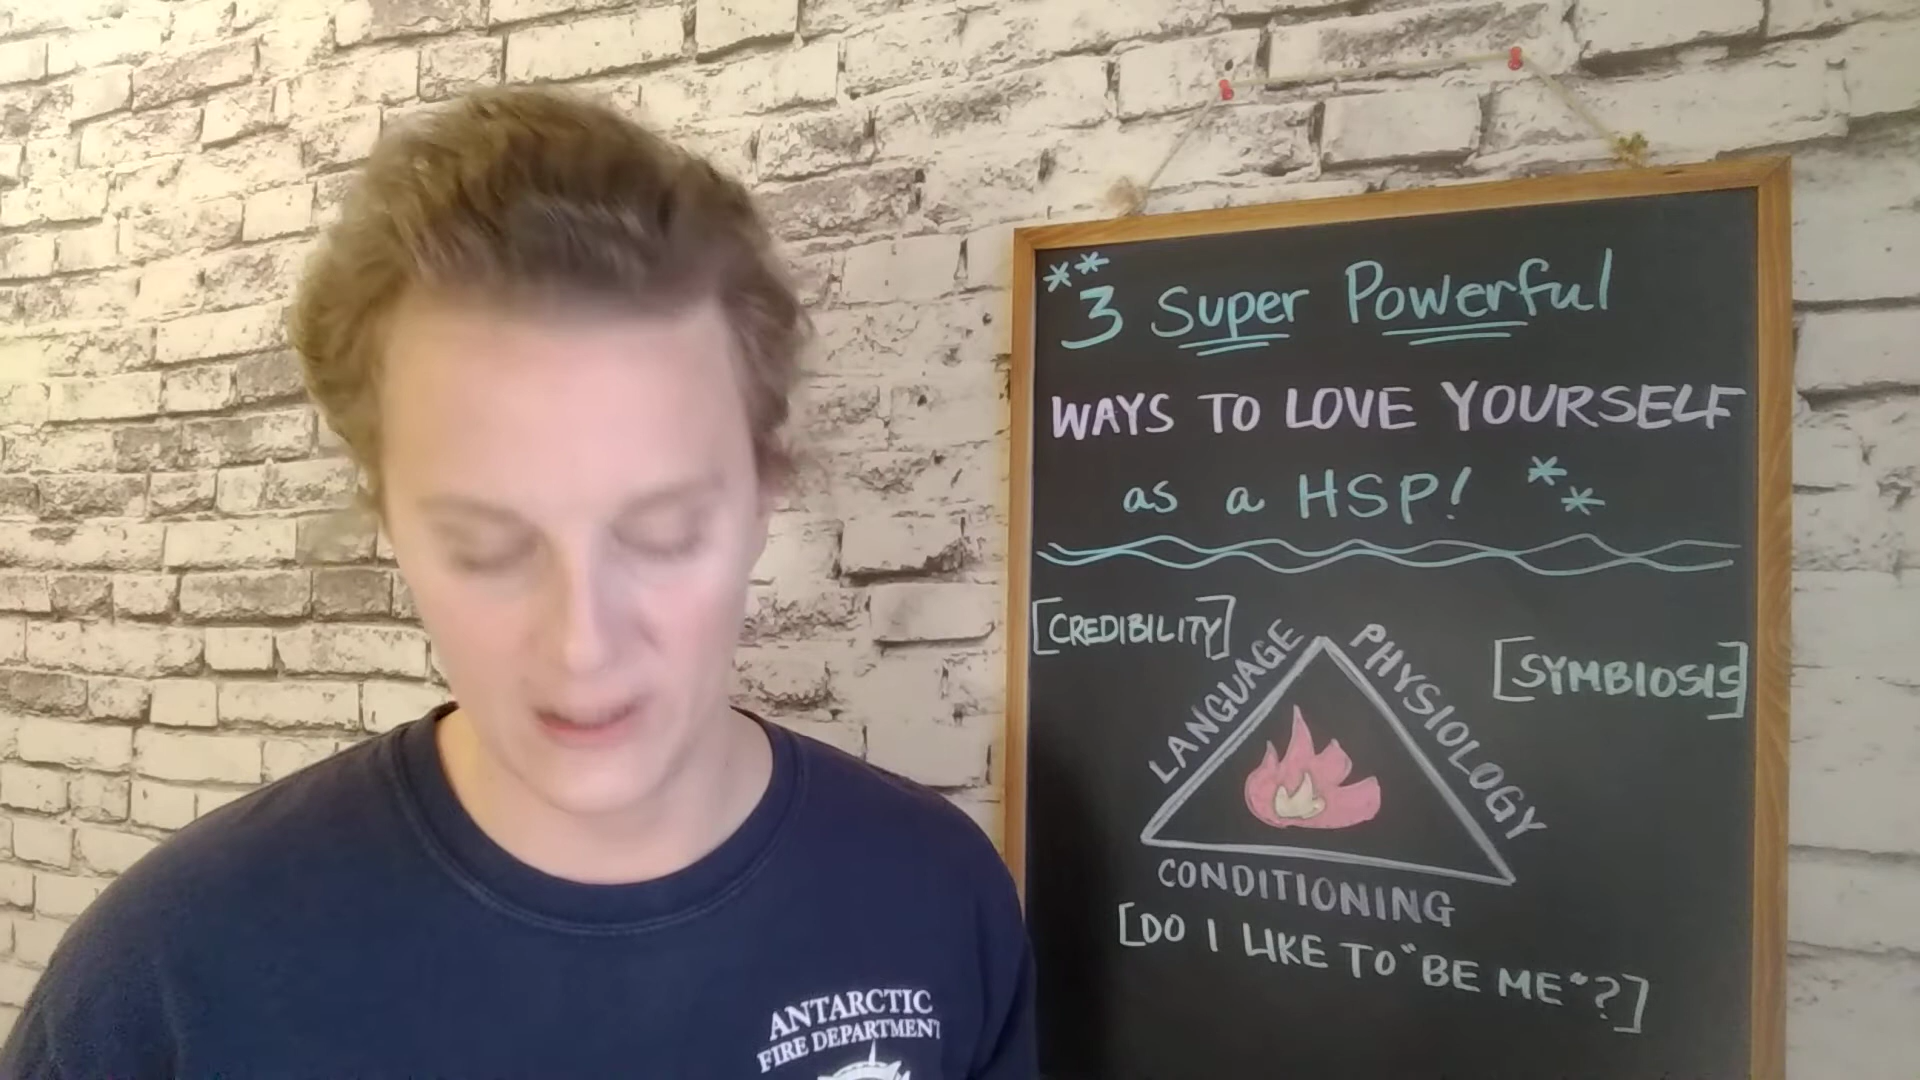 **3 Super Powerful
WAYS TO LOVE YOURSELF
as a HSP! **
[CREDIBILITY]
LANGUAGE
PHYSIOLOGY
[SYMBIOSIS]
CONDITIONING
[DO I LIKE TO "BE ME"?]
ANTARCTIC
FIRE DEPARTMENT